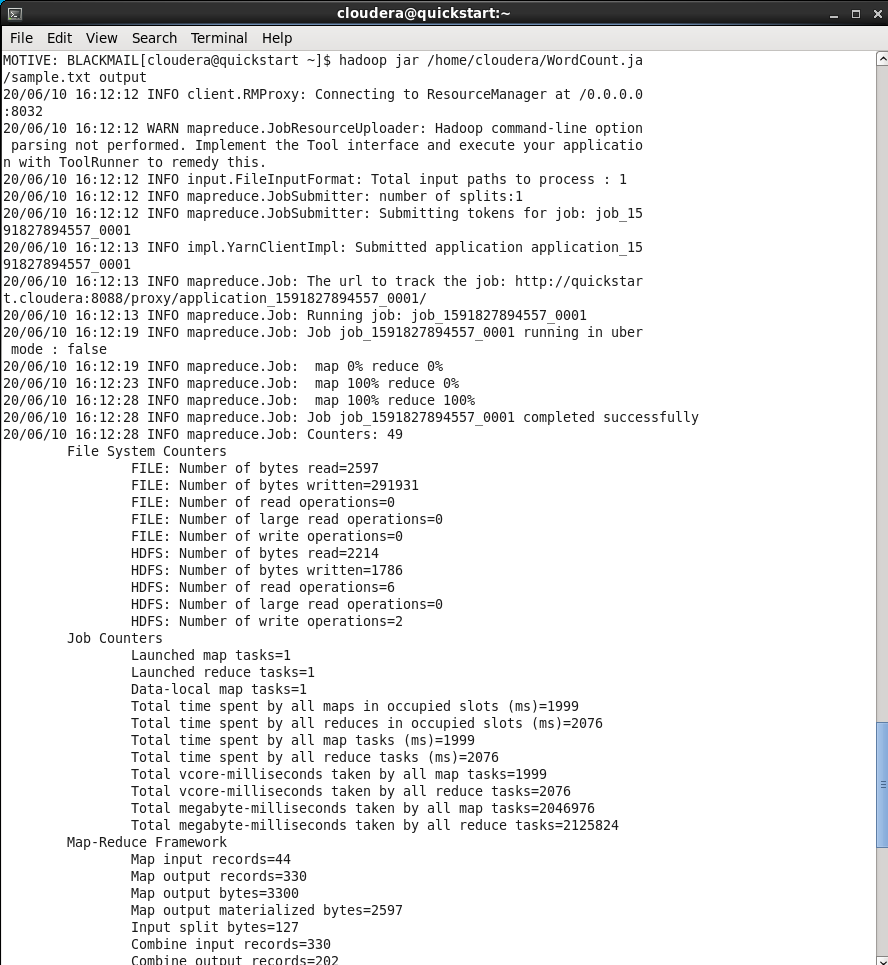 cloudera@quickstart:~
File Edit View Search Terminal Help
MOTIVE: BLACKMAIL[cloudera@quickstart ~]$ hadoop jar /home/cloudera/WordCount.ja
/sample.txt output
20/06/10 16:12:12 INFO client.RMProxy: Connecting to ResourceManager at /0.0.0.0
:8032
20/06/10 16:12:12 WARN mapreduce.JobResourceUploader: Hadoop command-line option
 parsing not performed. Implement the Tool interface and execute your applicatio
n with ToolRunner to remedy this.
20/06/10 16:12:12 INFO input.FileInputFormat: Total input paths to process : 1
20/06/10 16:12:12 INFO mapreduce.JobSubmitter: number of splits:1
20/06/10 16:12:12 INFO mapreduce.JobSubmitter: Submitting tokens for job: job_15
91827894557_0001
20/06/10 16:12:13 INFO impl.YarnClientImpl: Submitted application application_15
91827894557_0001
20/06/10 16:12:13 INFO mapreduce.Job: The url to track the job: http://quickstar
t.cloudera:8088/proxy/application_1591827894557_0001/
20/06/10 16:12:13 INFO mapreduce.Job: Running job: job_1591827894557_0001
20/06/10 16:12:19 INFO mapreduce.Job: Job job_1591827894557_0001 running in uber
 mode : false
20/06/10 16:12:19 INFO mapreduce.Job:  map 0% reduce 0%
20/06/10 16:12:23 INFO mapreduce.Job:  map 100% reduce 0%
20/06/10 16:12:28 INFO mapreduce.Job:  map 100% reduce 100%
20/06/10 16:12:28 INFO mapreduce.Job: Job job_1591827894557_0001 completed successfully
20/06/10 16:12:28 INFO mapreduce.Job: Counters: 49
File System Counters
FILE: Number of bytes read=2597
FILE: Number of bytes written=291931
FILE: Number of read operations=0
FILE: Number of large read operations=0
FILE: Number of write operations=0
HDFS: Number of bytes read=2214
HDFS: Number of bytes written=1786
HDFS: Number of read operations=6
HDFS: Number of large read operations=0
HDFS: Number of write operations=2
Job Counters
Launched map tasks=1
Launched reduce tasks=1
Data-local map tasks=1
Total time spent by all maps in occupied slots (ms)=1999
Total time spent by all reduces in occupied slots (ms)=2076
Total time spent by all map tasks (ms)=1999
Total time spent by all reduce tasks (ms)=2076
Total vcore-milliseconds taken by all map tasks=1999
Total vcore-milliseconds taken by all reduce tasks=2076
Total megabyte-milliseconds taken by all map tasks=2046976
Total megabyte-milliseconds taken by all reduce tasks=2125824
Map-Reduce Framework
Map input records=44
Map output records=330
Map output bytes=3300
Map output materialized bytes=2597
Input split bytes=127
Combine input records=330
Combine output records=202